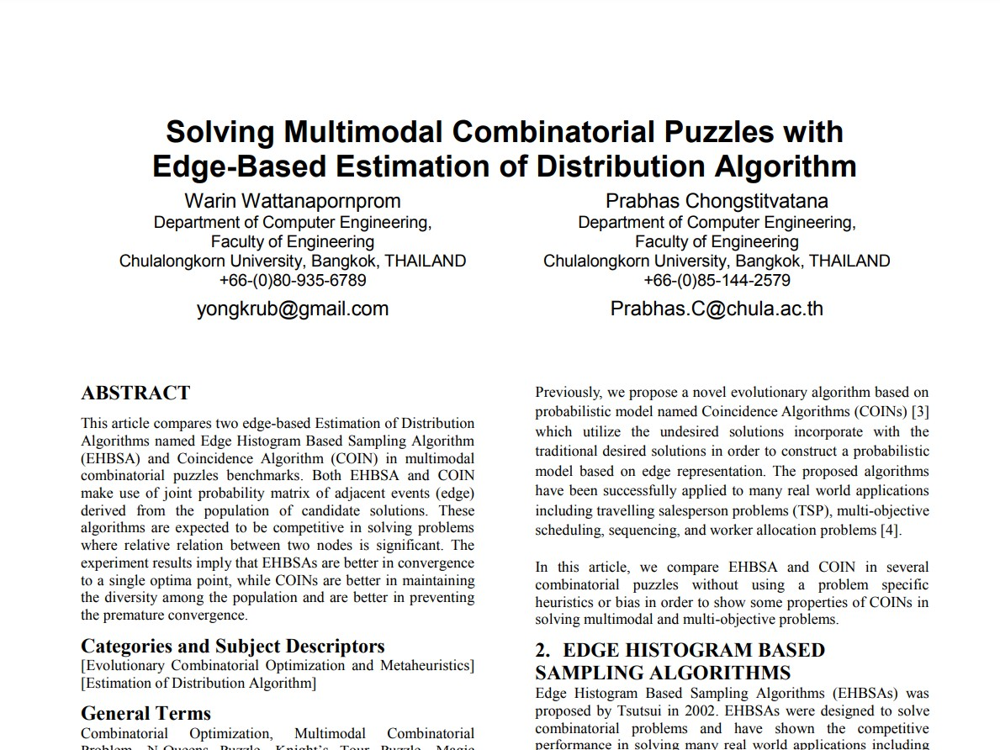 Solving Multimodal Combinatorial Puzzles with
Edge-Based Estimation of Distribution Algorithm
Warin Wattanapornprom
Department of Computer Engineering,
Faculty of Engineering
Chulalongkorn University, Bangkok, THAILAND
+66-(0)80-935-6789
yongkrub@gmail.com
Prabhas Chongstitvatana
Department of Computer Engineering,
Faculty of Engineering
Chulalongkorn University, Bangkok, THAILAND
+66-(0)85-144-2579
Prabhas.C@chula.ac.th
ABSTRACT
This article compares two edge-based Estimation of Distribution
Algorithms named Edge Histogram Based Sampling Algorithm
(EHBSA) and Coincidence Algorithm (COIN) in multimodal
combinatorial puzzles benchmarks. Both EHBSA and COIN
make use of joint probability matrix of adjacent events (edge)
derived from the population of candidate solutions. These
algorithms are expected to be competitive in solving problems
where relative relation between two nodes is significant. The
experiment results imply that EHBSAs are better in convergence
to a single optima point, while COINs are better in maintaining
the diversity among the population and are better in preventing
the premature convergence.
Categories and Subject Descriptors
[Evolutionary Combinatorial Optimization and Metaheuristics]
[Estimation of Distribution Algorithm]
General Terms
Combinatorial Optimization, Multimodal Combinatorial
Problem, N-Queens Puzzle, Knight's Tour Puzzle, Magic
Previously, we propose a novel evolutionary algorithm based on
probabilistic model named Coincidence Algorithms (COINs) [3]
which utilize the undesired solutions incorporate with the
traditional desired solutions in order to construct a probabilistic
model based on edge representation. The proposed algorithms
have been successfully applied to many real world applications
including travelling salesperson problems (TSP), multi-objective
scheduling, sequencing, and worker allocation problems [4].
In this article, we compare EHBSA and COIN in several
combinatorial puzzles without using a problem specific
heuristics or bias in order to show some properties of COINs in
solving multimodal and multi-objective problems.
2. EDGE HISTOGRAM BASED
SAMPLING ALGORITHMS
Edge Histogram Based Sampling Algorithms (EHBSAs) was
proposed by Tsutsui in 2002. EHBSAs were designed to solve
combinatorial problems and have shown the competitive
performance in solving many real world applications including